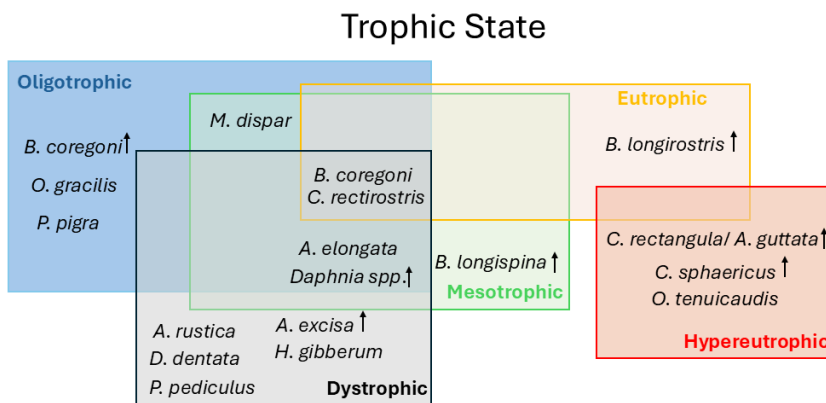 Trophic State
Oligotrophic
Eutrophic
M. dispar
B. coregoni↑
B. longirostris ↑
O. gracilis
B. coregoni
C. rectirostris
P. pigra
C. rectangula/ A. guttata↑
A. elongata
B. longispina ↑
C. sphaericus ↑
Daphnia spp.↑
Mesotrophic
O. tenuicaudis
A. rustica
A. excisa ↑
Hypereutrophic
D. dentata
H. gibberum
P. pediculus
Dystrophic